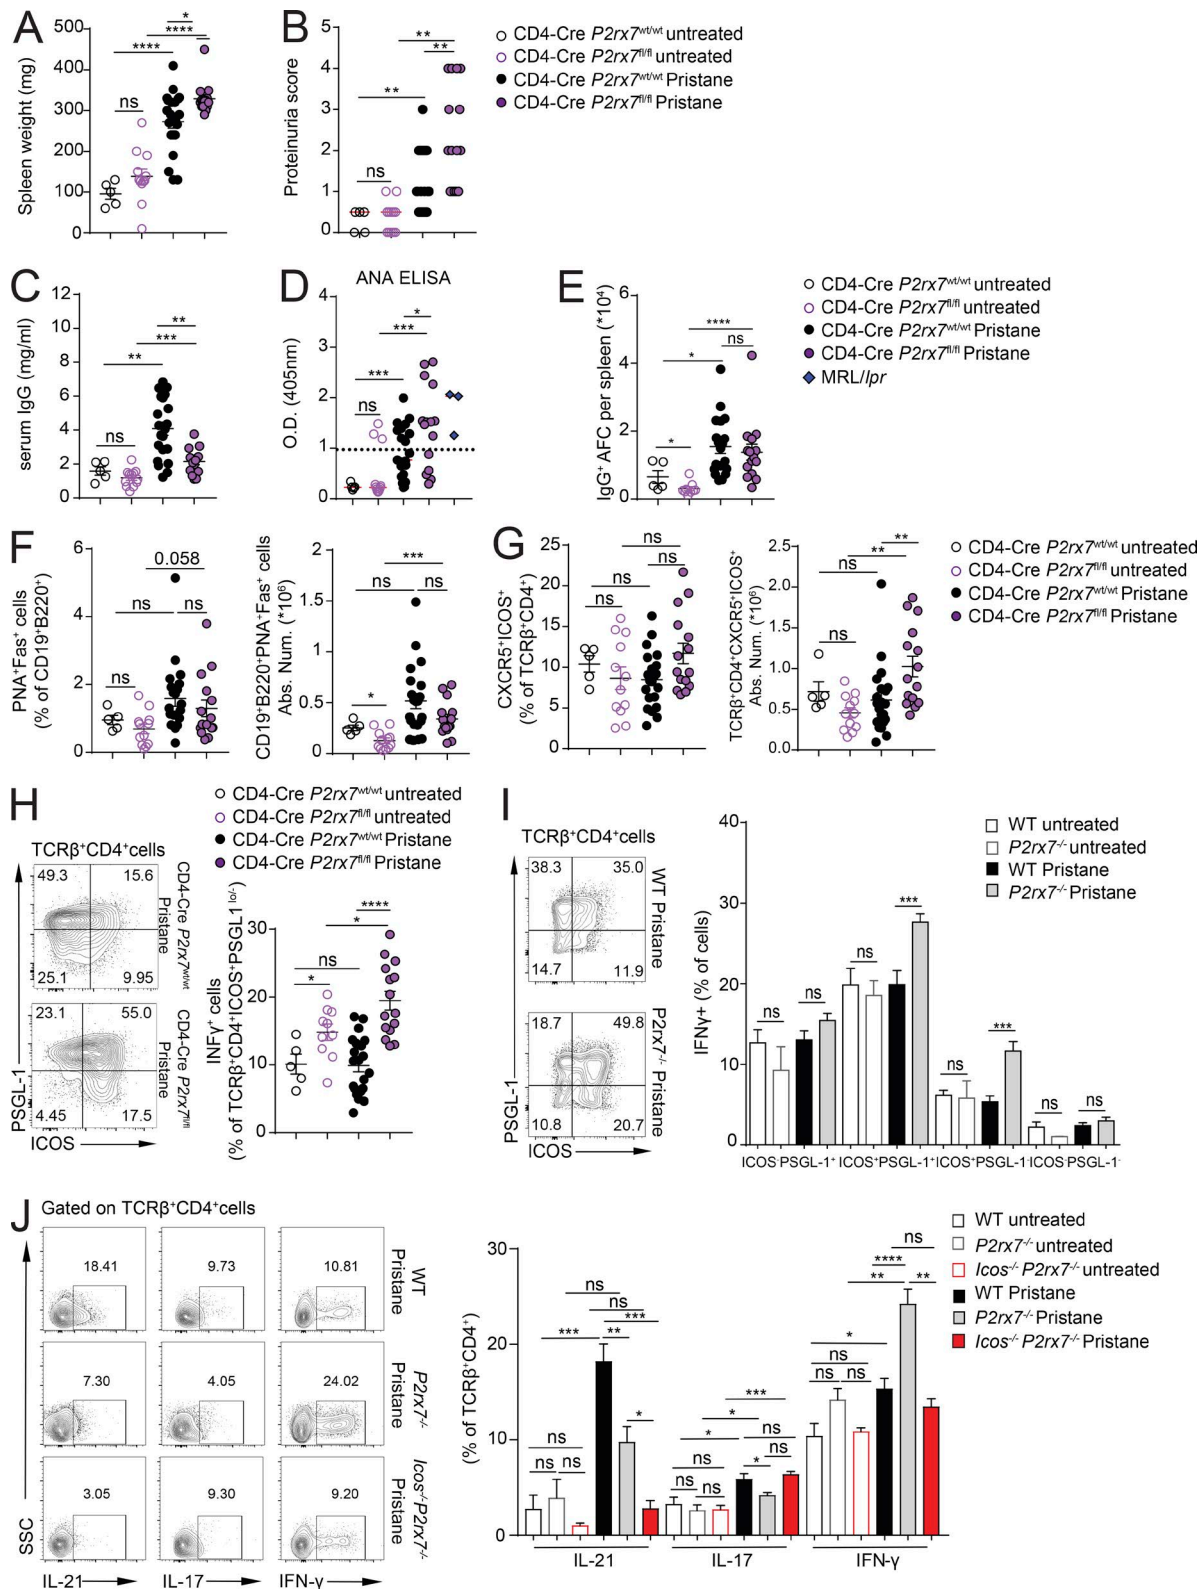 A
Spleen weight (mg)
500
400
300
200
100
0
ns
****
****
*
B
Proteinuria score
5
4
3
2
1
0
ns
**
**
**
CD4-Cre P2rx7wt/wt untreated
CD4-Cre P2rx7fl/fl untreated
CD4-Cre P2rx7wt/wt Pristane
CD4-Cre P2rx7fl/fl Pristane
C
serum IgG (mg/ml)
12
10
8
6
4
2
0
ns
**
***
**
D
ANA ELISA
O.D. (405nm)
4
3
2
1
0
ns
***
***
*
E
IgG+ AFC per spleen (*10⁴)
6
4
2
0
*
*
****
ns
CD4-Cre P2rx7wt/wt untreated
CD4-Cre P2rx7fl/fl untreated
CD4-Cre P2rx7wt/wt Pristane
CD4-Cre P2rx7fl/fl Pristane
MRL/lpr
F
PNA+Fas+ cells
(% of CD19+B220+)
6
4
2
0
0.058
ns
ns
ns
CD19+B220+PNA+Fas+ cells
Abs. Num. (*10⁶)
2
1.5
1
0.5
0
***
ns
ns
*
G
CXCR5+ICOS+
(% of TCRβ+CD4+)
25
20
15
10
5
0
ns
ns
ns
ns
TCRβ+CD4+CXCR5+ICOS+
Abs. Num. (*10⁶)
2.5
2.0
1.5
1.0
0.5
0.0
**
**
ns
ns
CD4-Cre P2rx7wt/wt untreated
CD4-Cre P2rx7fl/fl untreated
CD4-Cre P2rx7wt/wt Pristane
CD4-Cre P2rx7fl/fl Pristane
H
CD4-Cre P2rx7wt/wt untreated
CD4-Cre P2rx7fl/fl untreated
CD4-Cre P2rx7wt/wt Pristane
CD4-Cre P2rx7fl/fl Pristane
TCRβ+CD4+cells
49.3 15.6
25.1 9.95
CD4-Cre P2rx7wt/wt
Pristane
23.1 55.0
4.45 17.5
CD4-Cre P2rx7fl/fl
Pristane
PSGL-1
ICOS
INFγ+ cells
(% of TCRβ+CD4+ICOS+PSGL1lo/-)
30
20
10
0
****
*
ns
*
I
TCRβ+CD4+cells
38.3 35.0
14.7 11.9
WT Pristane
18.7 49.8
10.8 20.7
P2rx7-/- Pristane
PSGL-1
ICOS
IFNγ+ (% of cells)
40
30
20
10
0
ns
ns
ns
***
ns
***
ns
ns
ICOS-PSGL-1+
ICOS+PSGL-1+
ICOS+PSGL-1-
ICOS-PSGL-1-
WT untreated
P2rx7-/- untreated
WT Pristane
P2rx7-/- Pristane
J
Gated on TCRβ+CD4+cells
18.41 9.73 10.81
WT
Pristane
7.30 4.05 24.02
P2rx7-/-
Pristane
3.05 9.30 9.20
Icos-/-P2rx7-/-
Pristane
SSC
IL-21
IL-17
IFN-γ
(% of TCRβ+CD4+)
30
20
10
0
ns
ns
***
***
**
*
ns
ns
ns
***
*
*
ns
ns
*
ns
ns
ns
ns
****
**
**
*
ns
ns
ns
IL-21
IL-17
IFN-γ
WT untreated
P2rx7-/- untreated
Icos-/- P2rx7-/- untreated
WT Pristane
P2rx7-/- Pristane
Icos-/- P2rx7-/- Pristane